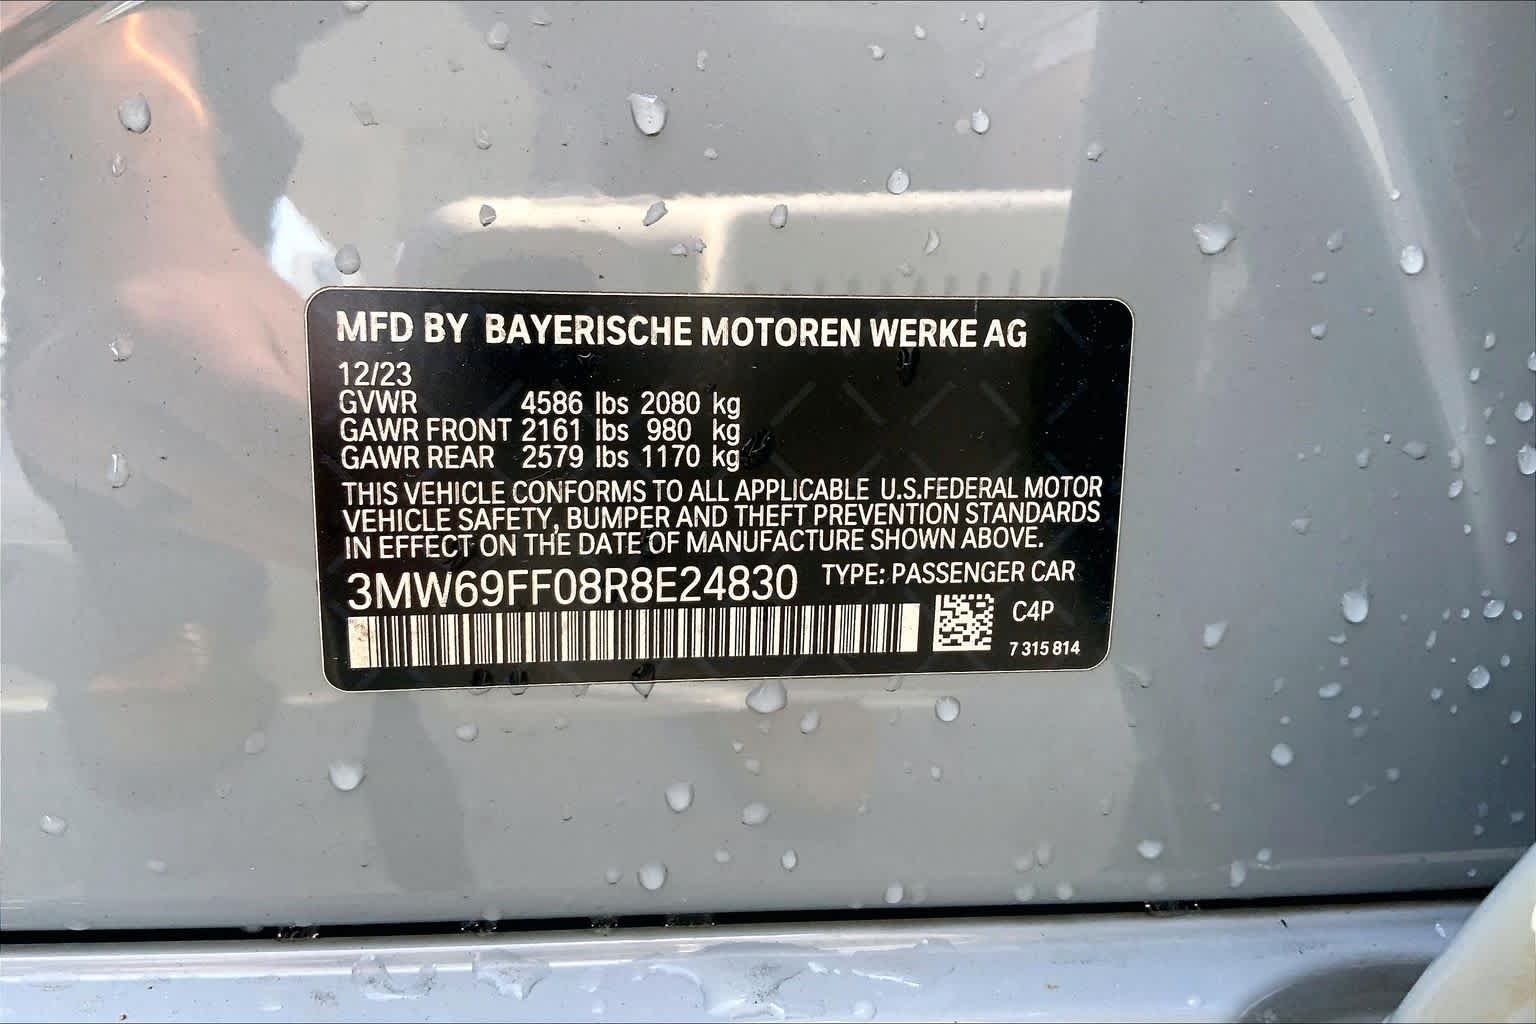 MFD BY BAYERISCHE MOTOREN WERKE AG
12/23
GVWR 4586 lbs 2080 kg
GAWR FRONT 2161 lbs 980 kg
GAWR REAR 2579 lbs 1170 kg
THIS VEHICLE CONFORMS TO ALL APPLICABLE U.S.FEDERAL MOTOR
VEHICLE SAFETY, BUMPER AND THEFT PREVENTION STANDARDS
IN EFFECT ON THE DATE OF MANUFACTURE SHOWN ABOVE.
3MW69FF08R8E24830 TYPE: PASSENGER CAR
C4P
7 315 814